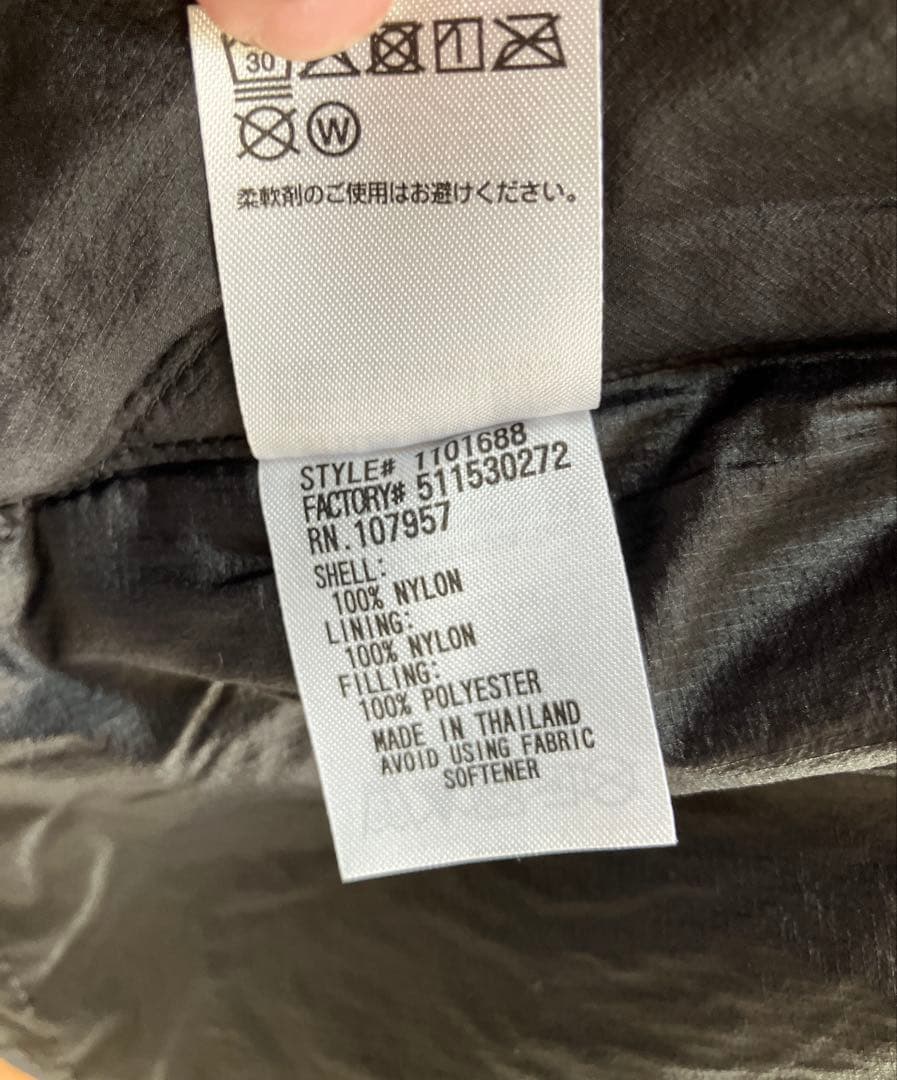 30
W
柔軟剤のご使用はお避けください。
STYLE# 1101688
FACTORY# 511530272
RN.107957
SHELL:
100% NYLON
LINING:
100% NYLON
FILLING:
100% POLYESTER
MADE IN THAILAND
AVOID USING FABRIC
SOFTENER